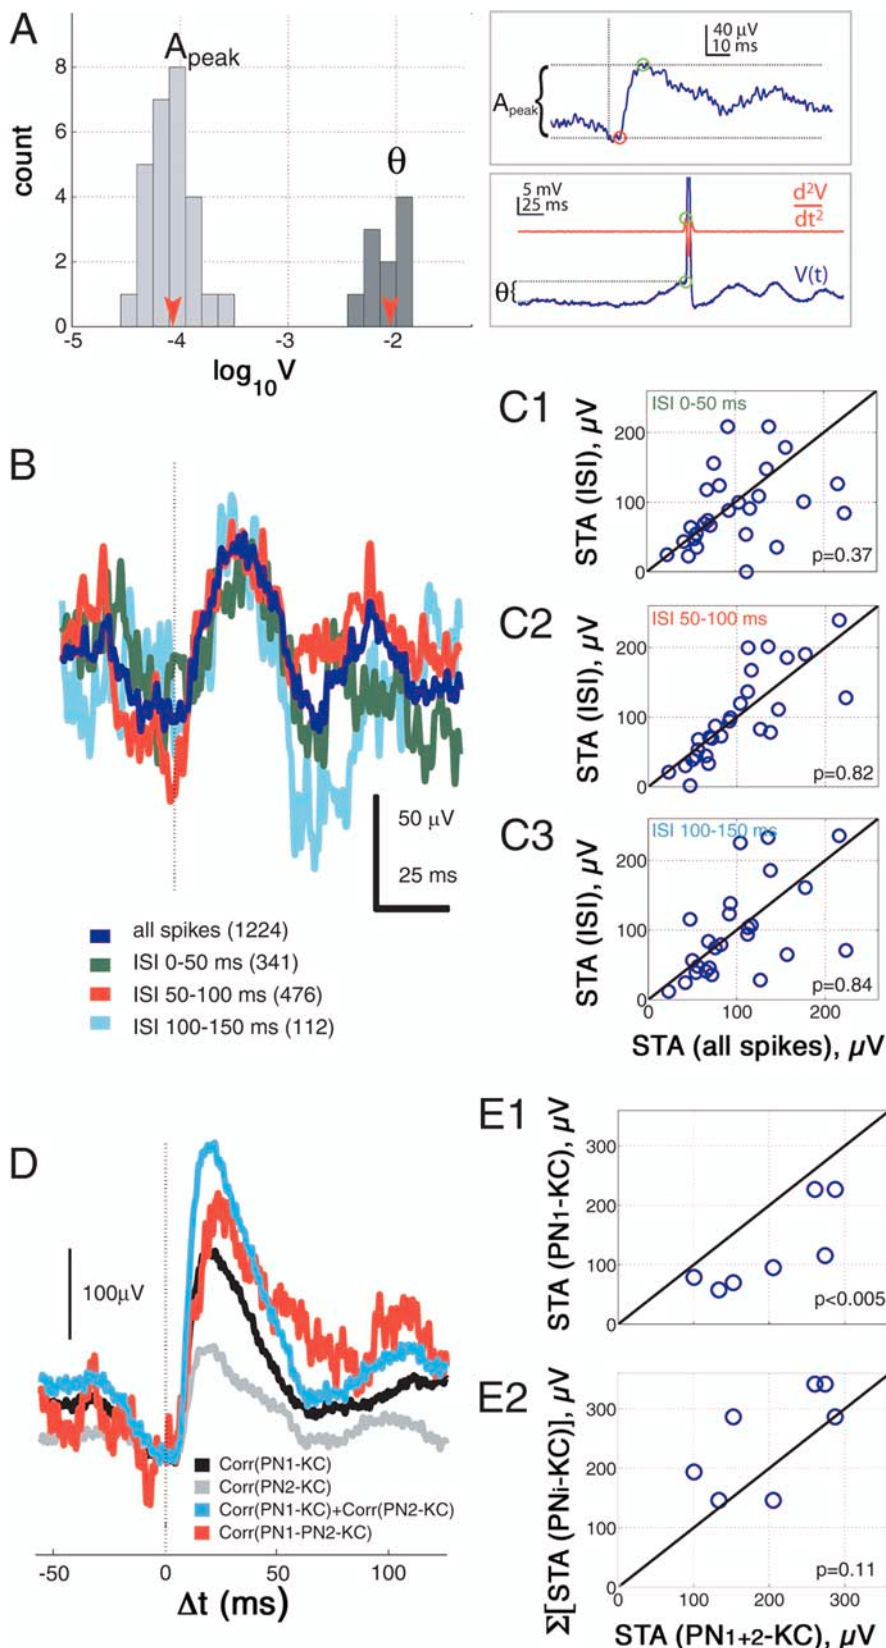 A
count
8
6
4
2
0
-5
-4
-3
-2
log10V
Apeak
θ
40 μV
10 ms
Apeak
5 mV
25 ms
d2V
dt2
V(t)
θ
B
50 μV
25 ms
all spikes (1224)
ISI 0-50 ms (341)
ISI 50-100 ms (476)
ISI 100-150 ms (112)
C1
STA (ISI), μV
ISI 0-50 ms
200
100
0
p=0.37
C2
STA (ISI), μV
ISI 50-100 ms
200
100
0
p=0.82
C3
STA (ISI), μV
ISI 100-150 ms
200
100
0
p=0.84
0
100
200
STA (all spikes), μV
D
100μV
Corr(PN1-KC)
Corr(PN2-KC)
Corr(PN1-KC)+Corr(PN2-KC)
Corr(PN1-PN2-KC)
-50
0
50
100
Δt (ms)
E1
STA (PN1-KC), μV
300
200
100
0
p<0.005
0
100
200
300
E2
Σ[STA (PNi-KC)], μV
300
200
100
0
p=0.11
0
100
200
300
STA (PN1+2-KC), μV